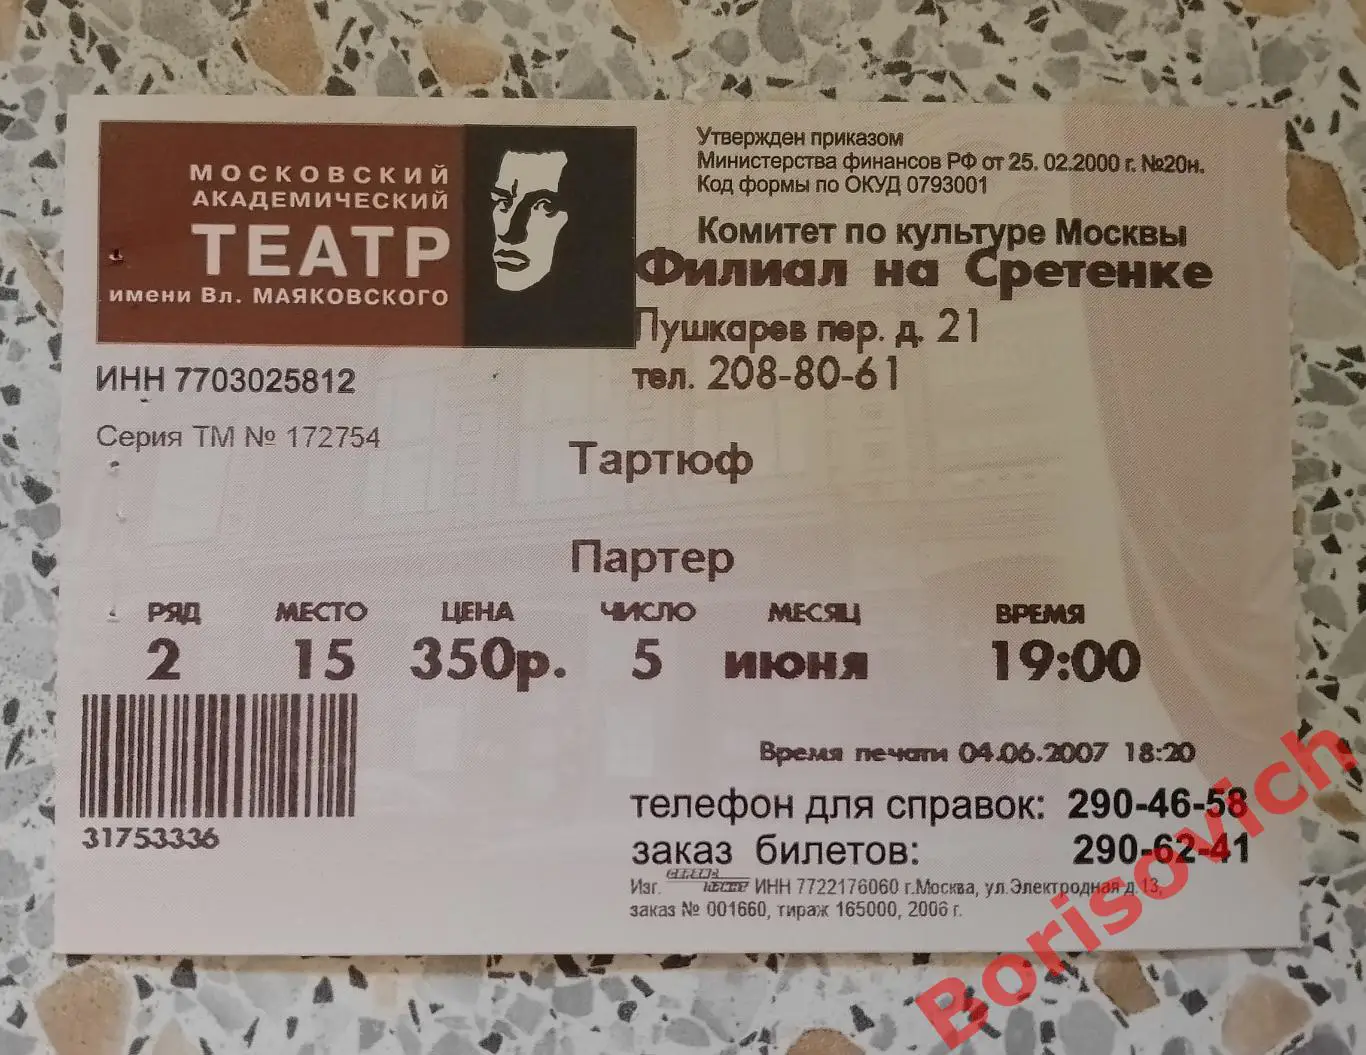 МОСКОВСКИЙ
АКАДЕМИЧЕСКИЙ
ТЕАТР
имени Вл. МАЯКОВСКОГО
Утвержден приказом
Министерства финансов РФ от 25. 02.2000 г. №20н.
Код формы по ОКУД 0793001
Комитет по культуре Москвы
Филиал на Сретенке
Пушкарев пер. д. 21
тел. 208-80-61
ИНН 7703025812
Серия ТМ № 172754
Тартюф
Партер
РЯД МЕСТО ЦЕНА ЧИСЛО МЕСЯЦ ВРЕМЯ
2 15 350р. 5 июня 19:00
Время печати 04.06.2007 18:20
31753336
телефон для справок: 290-46-58
заказ билетов: 290-62-41
Изг. ИНН 7722176060 г.Москва, ул.Электродная д.13,
заказ № 001660, тираж 165000, 2006 г.
Borisovich